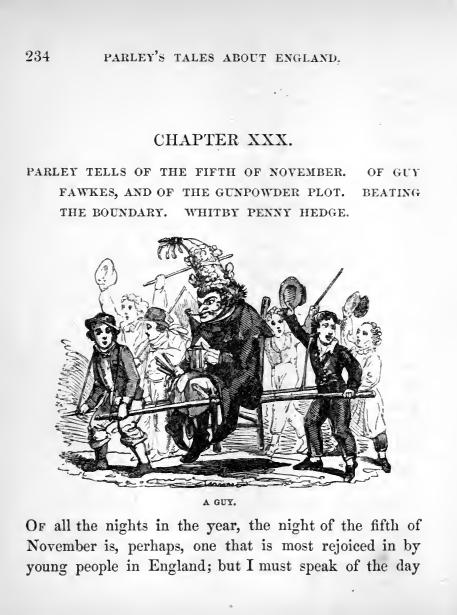 234 PARLEY'S TALES ABOUT ENGLAND.
CHAPTER XXX.
PARLEY TELLS OF THE FIFTH OF NOVEMBER. OF GUY
FAWKES, AND OF THE GUNPOWDER PLOT. BEATING
THE BOUNDARY. WHITBY PENNY HEDGE.
A GUY.
OF all the nights in the year, the night of the fifth of
November is, perhaps, one that is most rejoiced in by
young people in England; but I must speak of the day